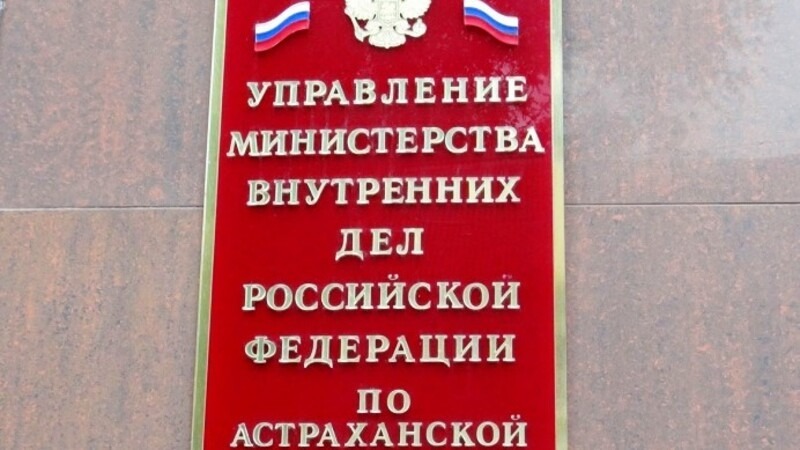 УПРАВЛЕНИЕ
МИНИСТЕРСТВА
ВНУТРЕННИХ
ДЕЛ
РОССИЙСКОЙ
ФЕДЕРАЦИИ
ПО
АСТРАХАНСКОЙ